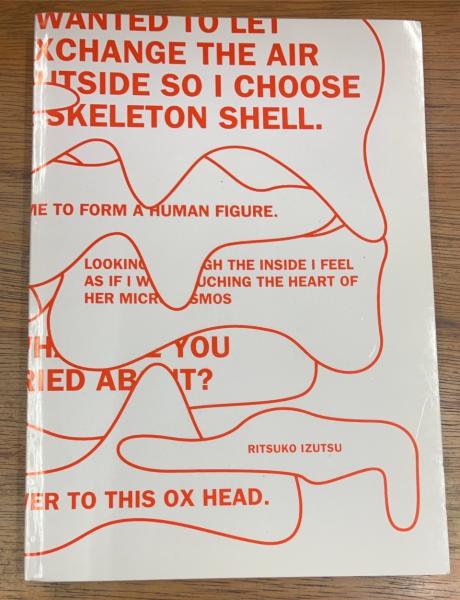 WANTED TO LET
XCHANGE THE AIR
UTSIDE SO I CHOOSE
SKELETON SHELL.
ME TO FORM A HUMAN FIGURE.
LOOKING GH THE INSIDE I FEEL
AS IF I W UCHING THE HEART OF
HER MICR SMOS
WH E YOU
RIED AB T?
RITSUKO IZUTSU
VER TO THIS OX HEAD.